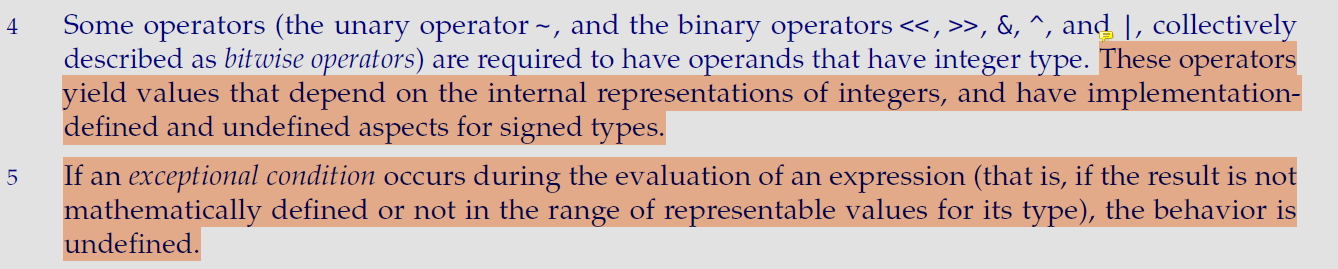 4 Some operators (the unary operator ~, and the binary operators <<, >>, &, ^, and |, collectively
described as bitwise operators) are required to have operands that have integer type. These operators
yield values that depend on the internal representations of integers, and have implementation-
defined and undefined aspects for signed types.
5 If an exceptional condition occurs during the evaluation of an expression (that is, if the result is not
mathematically defined or not in the range of representable values for its type), the behavior is
undefined.